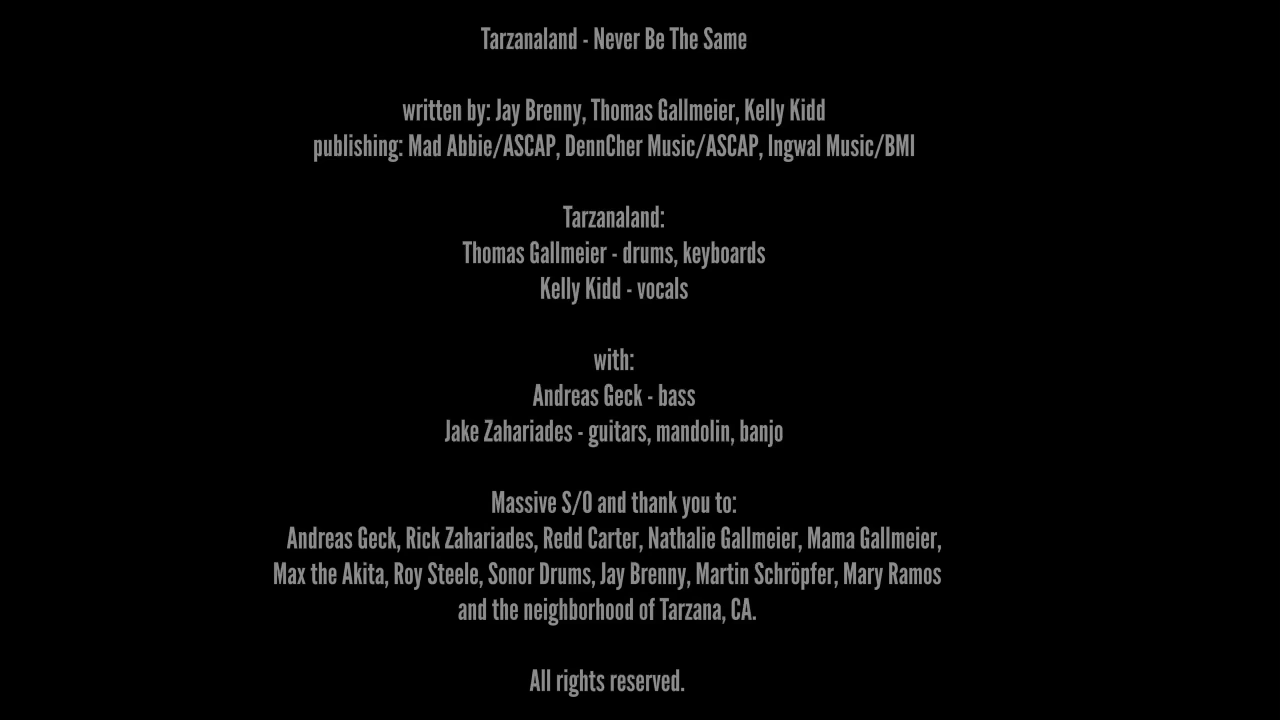 Tarzanaland - Never Be The Same
written by: Jay Brenny, Thomas Gallmeier, Kelly Kidd
publishing: Mad Abbie/ASCAP, DennCher Music/ASCAP, Ingwal Music/BMI
Tarzanaland:
Thomas Gallmeier - drums, keyboards
Kelly Kidd - vocals
with:
Andreas Geck - bass
Jake Zahariades - guitars, mandolin, banjo
Massive S/O and thank you to:
Andreas Geck, Rick Zahariades, Redd Carter, Nathalie Gallmeier, Mama Gallmeier,
Max the Akita, Roy Steele, Sonor Drums, Jay Brenny, Martin Schröpfer, Mary Ramos
and the neighborhood of Tarzana, CA.
All rights reserved.